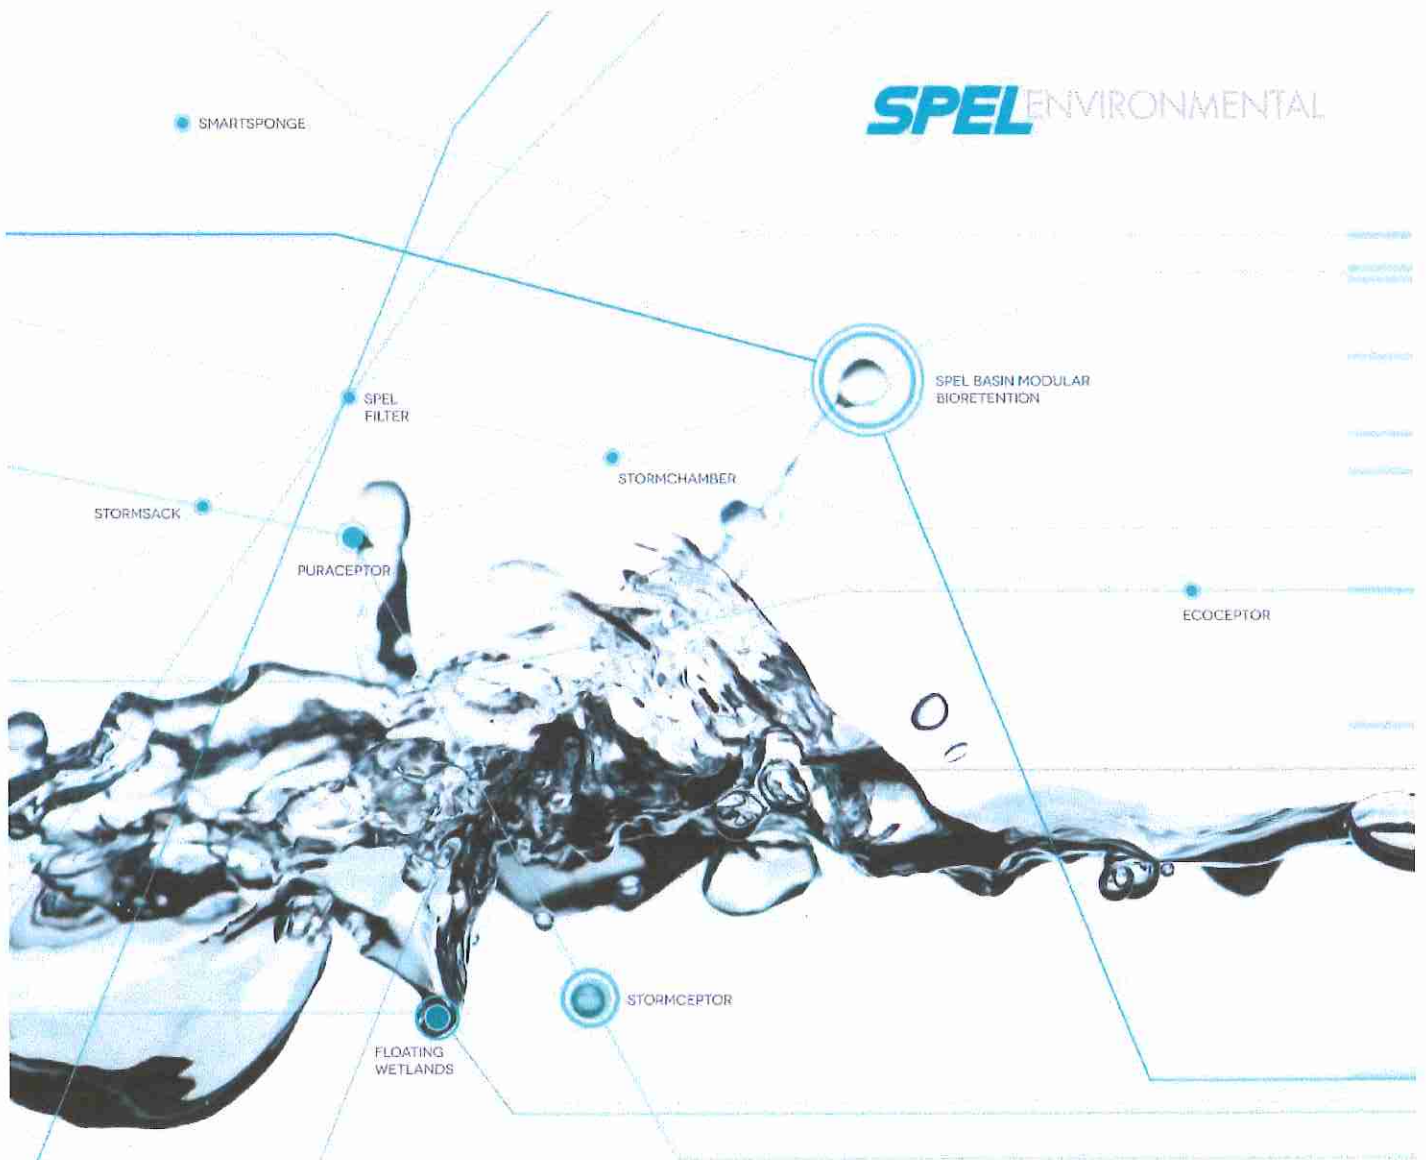 SPEL ENVIRONMENTAL
SMARTSPONGE
SPEL BASIN MODULAR
BIORETENTION
SPEL
FILTER
STORMCHAMBER
STORMSACK
PURACEPTOR
ECOCEPTOR
STORMCEPTOR
FLOATING
WETLANDS